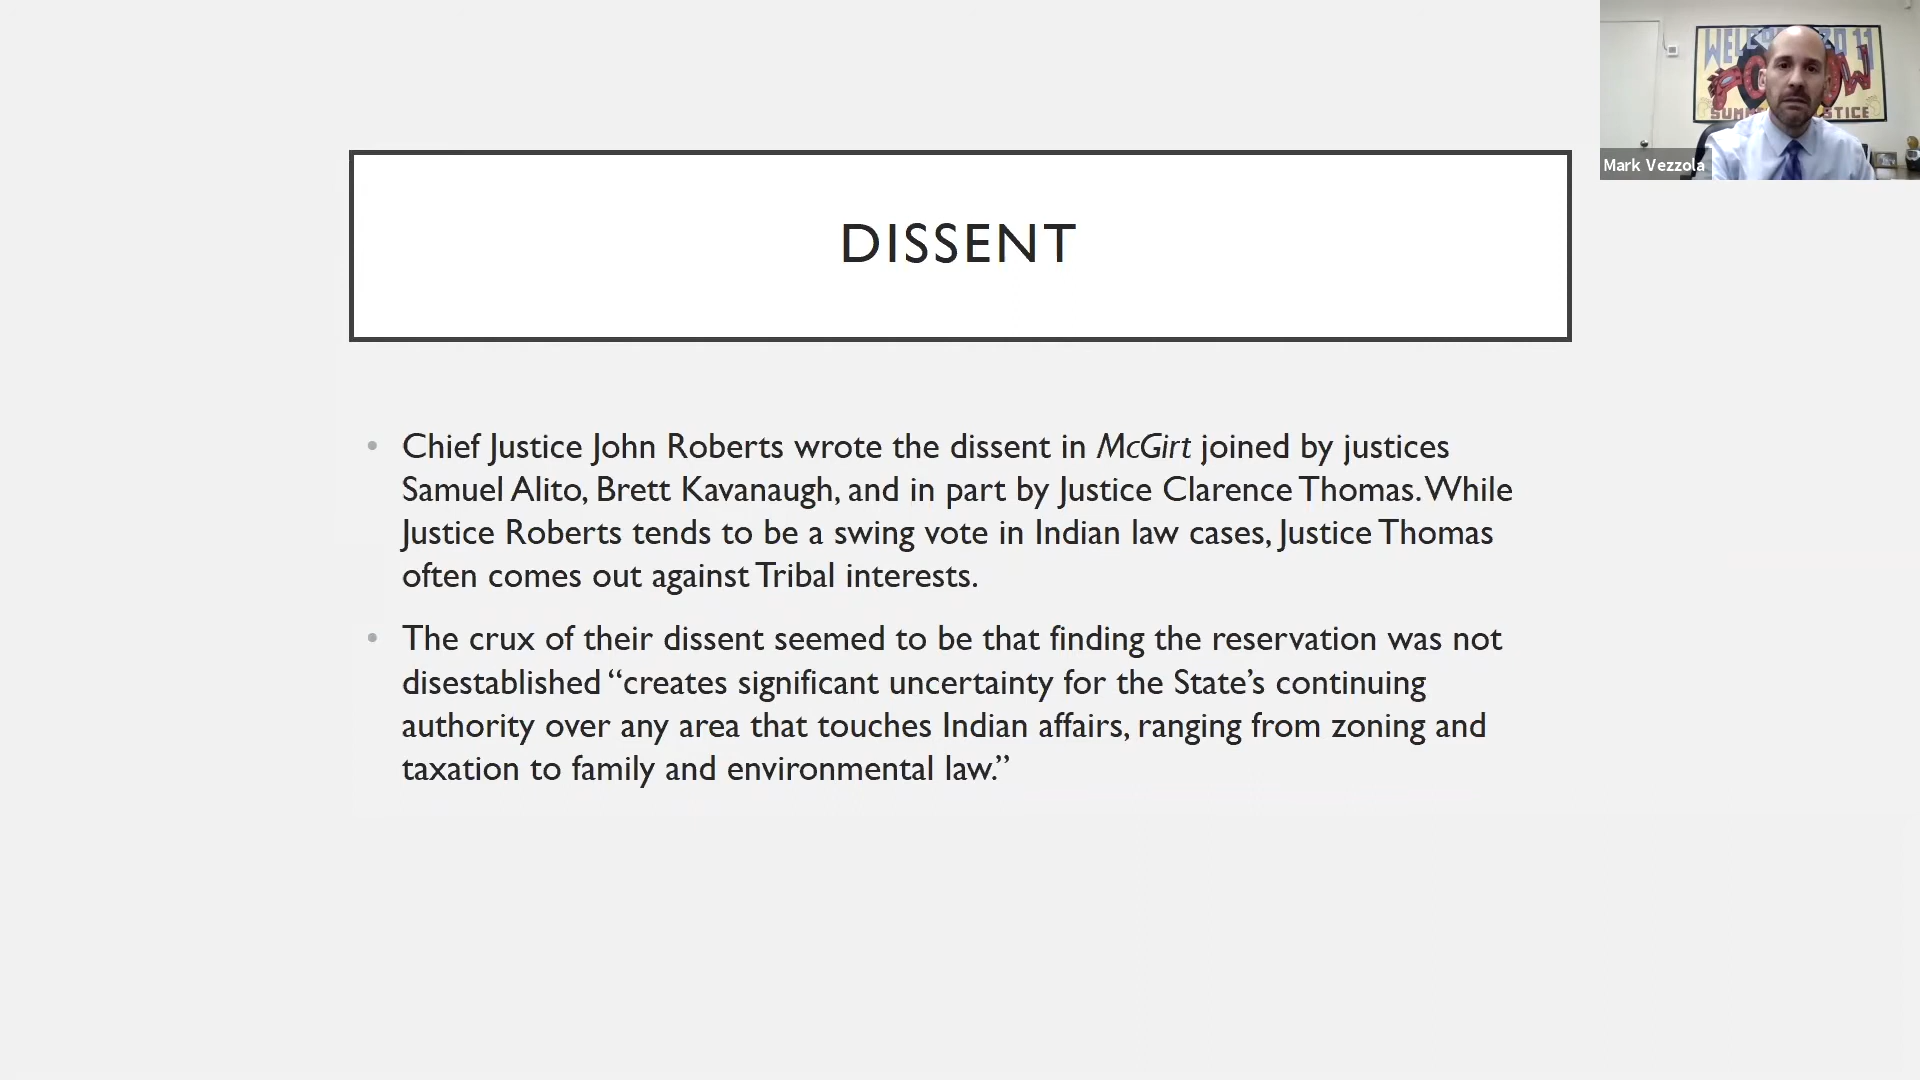 DISSENT
Chief Justice John Roberts wrote the dissent in McGirt joined by justices
Samuel Alito, Brett Kavanaugh, and in part by Justice Clarence Thomas. While
Justice Roberts tends to be a swing vote in Indian law cases, Justice Thomas
often comes out against Tribal interests.
The crux of their dissent seemed to be that finding the reservation was not
disestablished “creates significant uncertainty for the State’s continuing
authority over any area that touches Indian affairs, ranging from zoning and
taxation to family and environmental law.”
Mark Vezzola